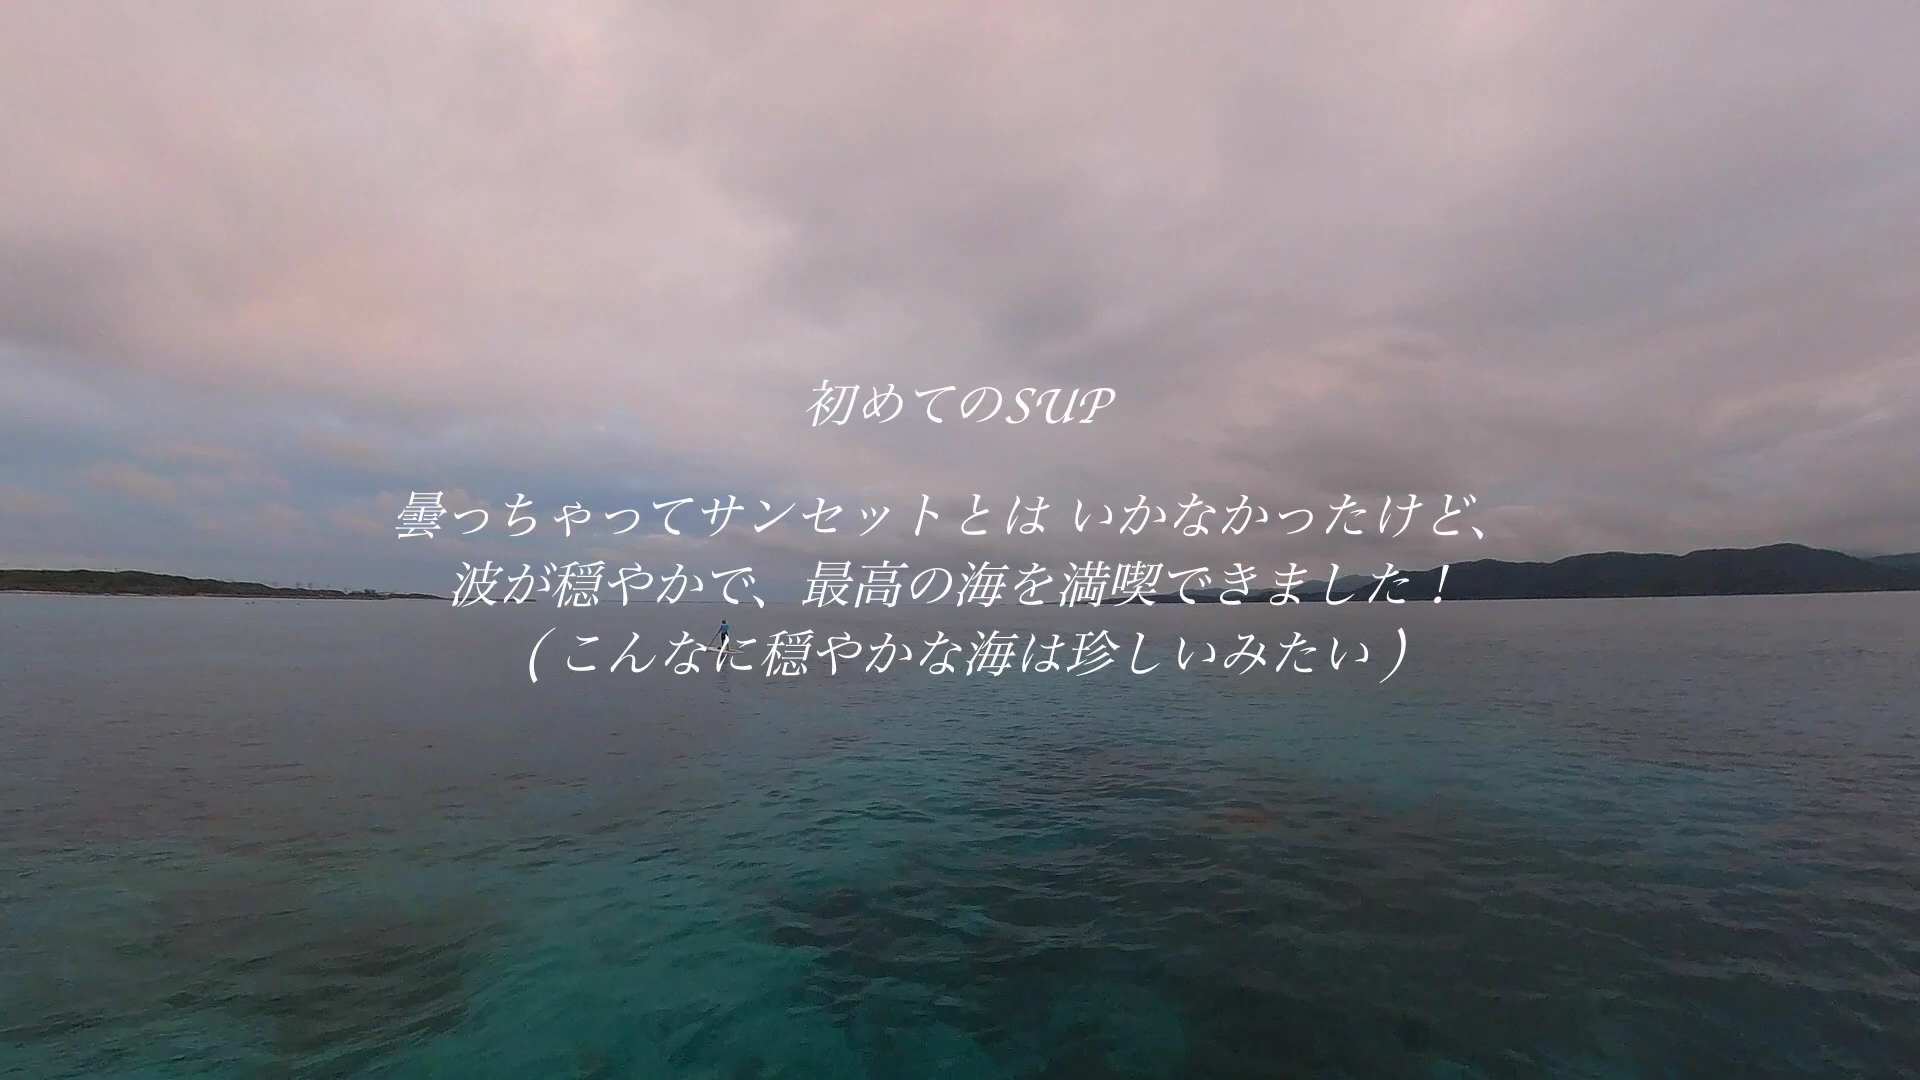 初めてのSUP
曇っちゃってサンセットとは いかなかったけど、
波が穏やかで、最高の海を満喫できました！
( こんなに穏やかな海は珍しいみたい )